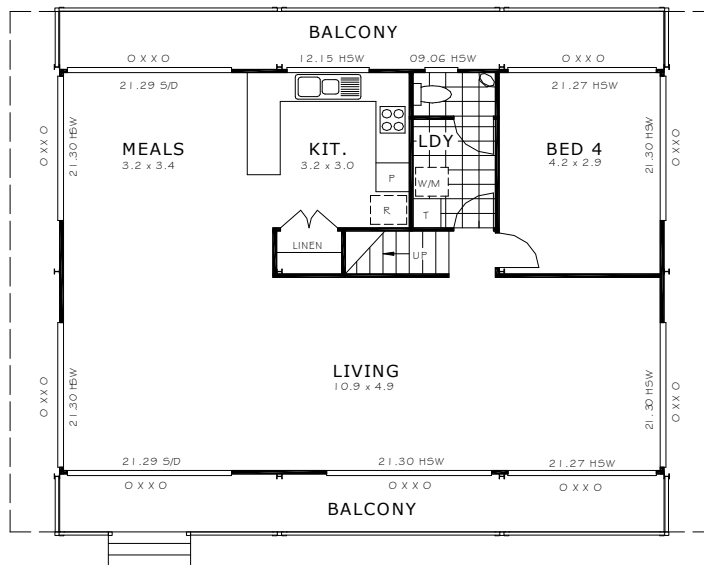 BALCONY
O X X O
12.15 HSW
09.06 HSW
O X X O
21.29 S/D
21.27 HSW
O X X O
21.30 HSW
MEALS
3.2 x 3.4
KIT.
3.2 x 3.0
LDY
BED 4
4.2 x 2.9
21.30 HSW
O X X O
P
W/M
R
T
LINEN
UP
LIVING
10.9 x 4.9
O X X O
21.30 HSW
21.30 HSW
O X X O
21.29 S/D
21.30 HSW
21.27 HSW
O X X O
O X X O
O X X O
BALCONY